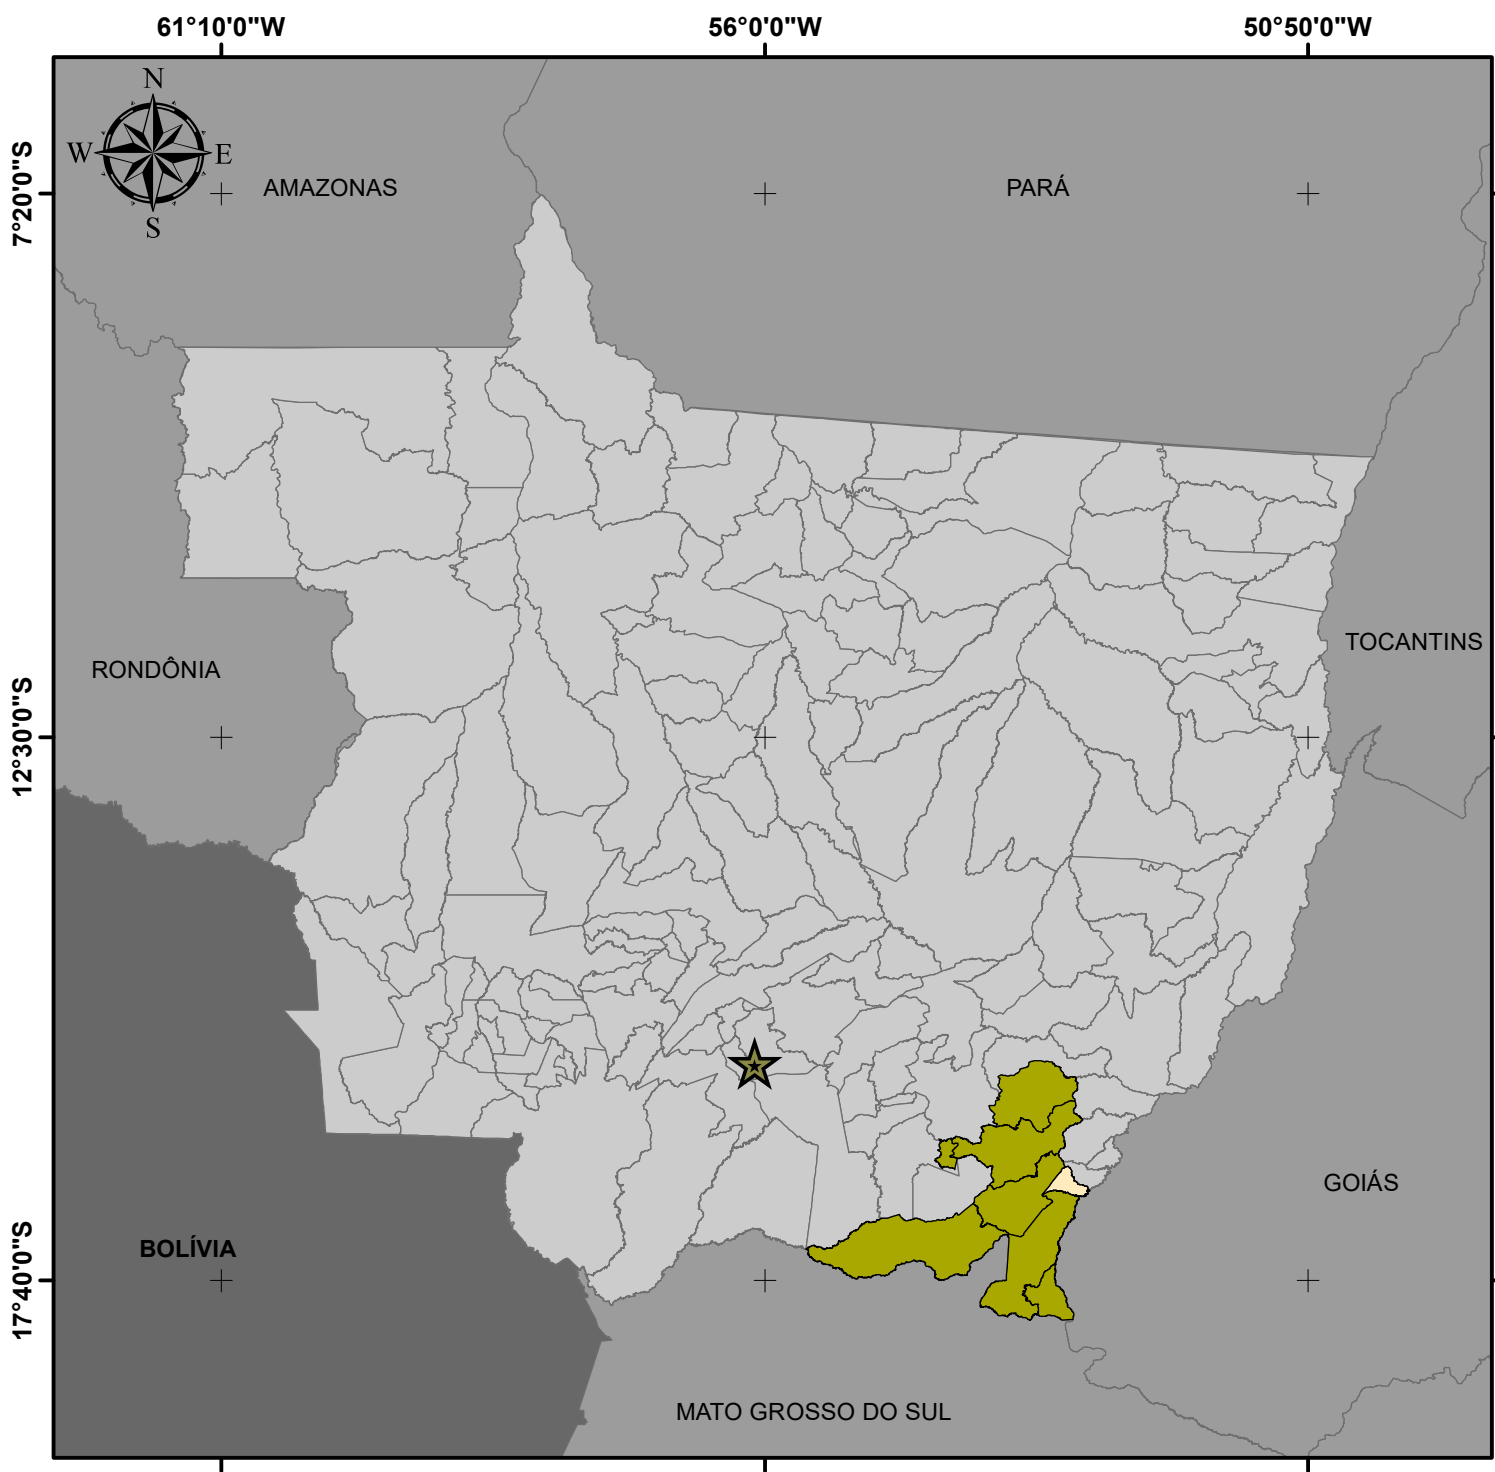 61°10'0"W 56°0'0"W 50°50'0"W
N
W E
S
7°20'0"S
AMAZONAS PARÁ
TOCANTINS
RONDÔNIA
12°30'0"S
GOIÁS
BOLÍVIA
17°40'0"S
MATO GROSSO DO SUL